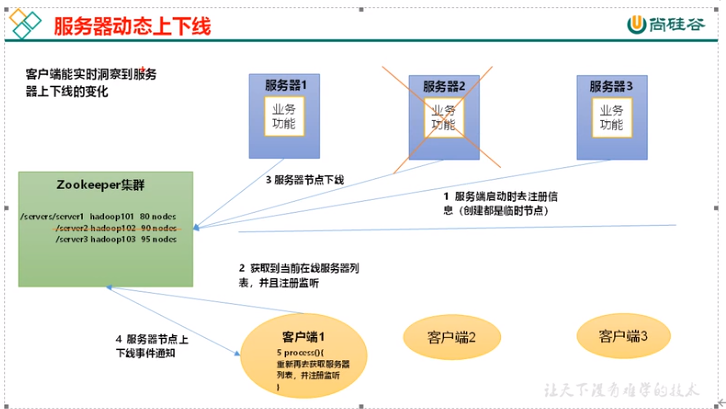 服务器动态上下线
尚硅谷
客户端能实时洞察到服务
器上下线的变化
服务器1
业务
功能
服务器2
业务
功能
服务器3
业务
功能
3 服务器节点下线
1 服务端启动时去注册信
息（创建都是临时节点）
Zookeeper集群
/servers/server1 hadoop101 80 nodes
/server2 hadoop102 90 nodes
/server3 hadoop103 95 nodes
2 获取到当前在线服务器列
表，并且注册监听
4 服务器节点上
下线事件通知
客户端1
5 process(){
重新再去获取服务器
列表，并注册监听
}
客户端2
客户端3
让天下没有难学的技术